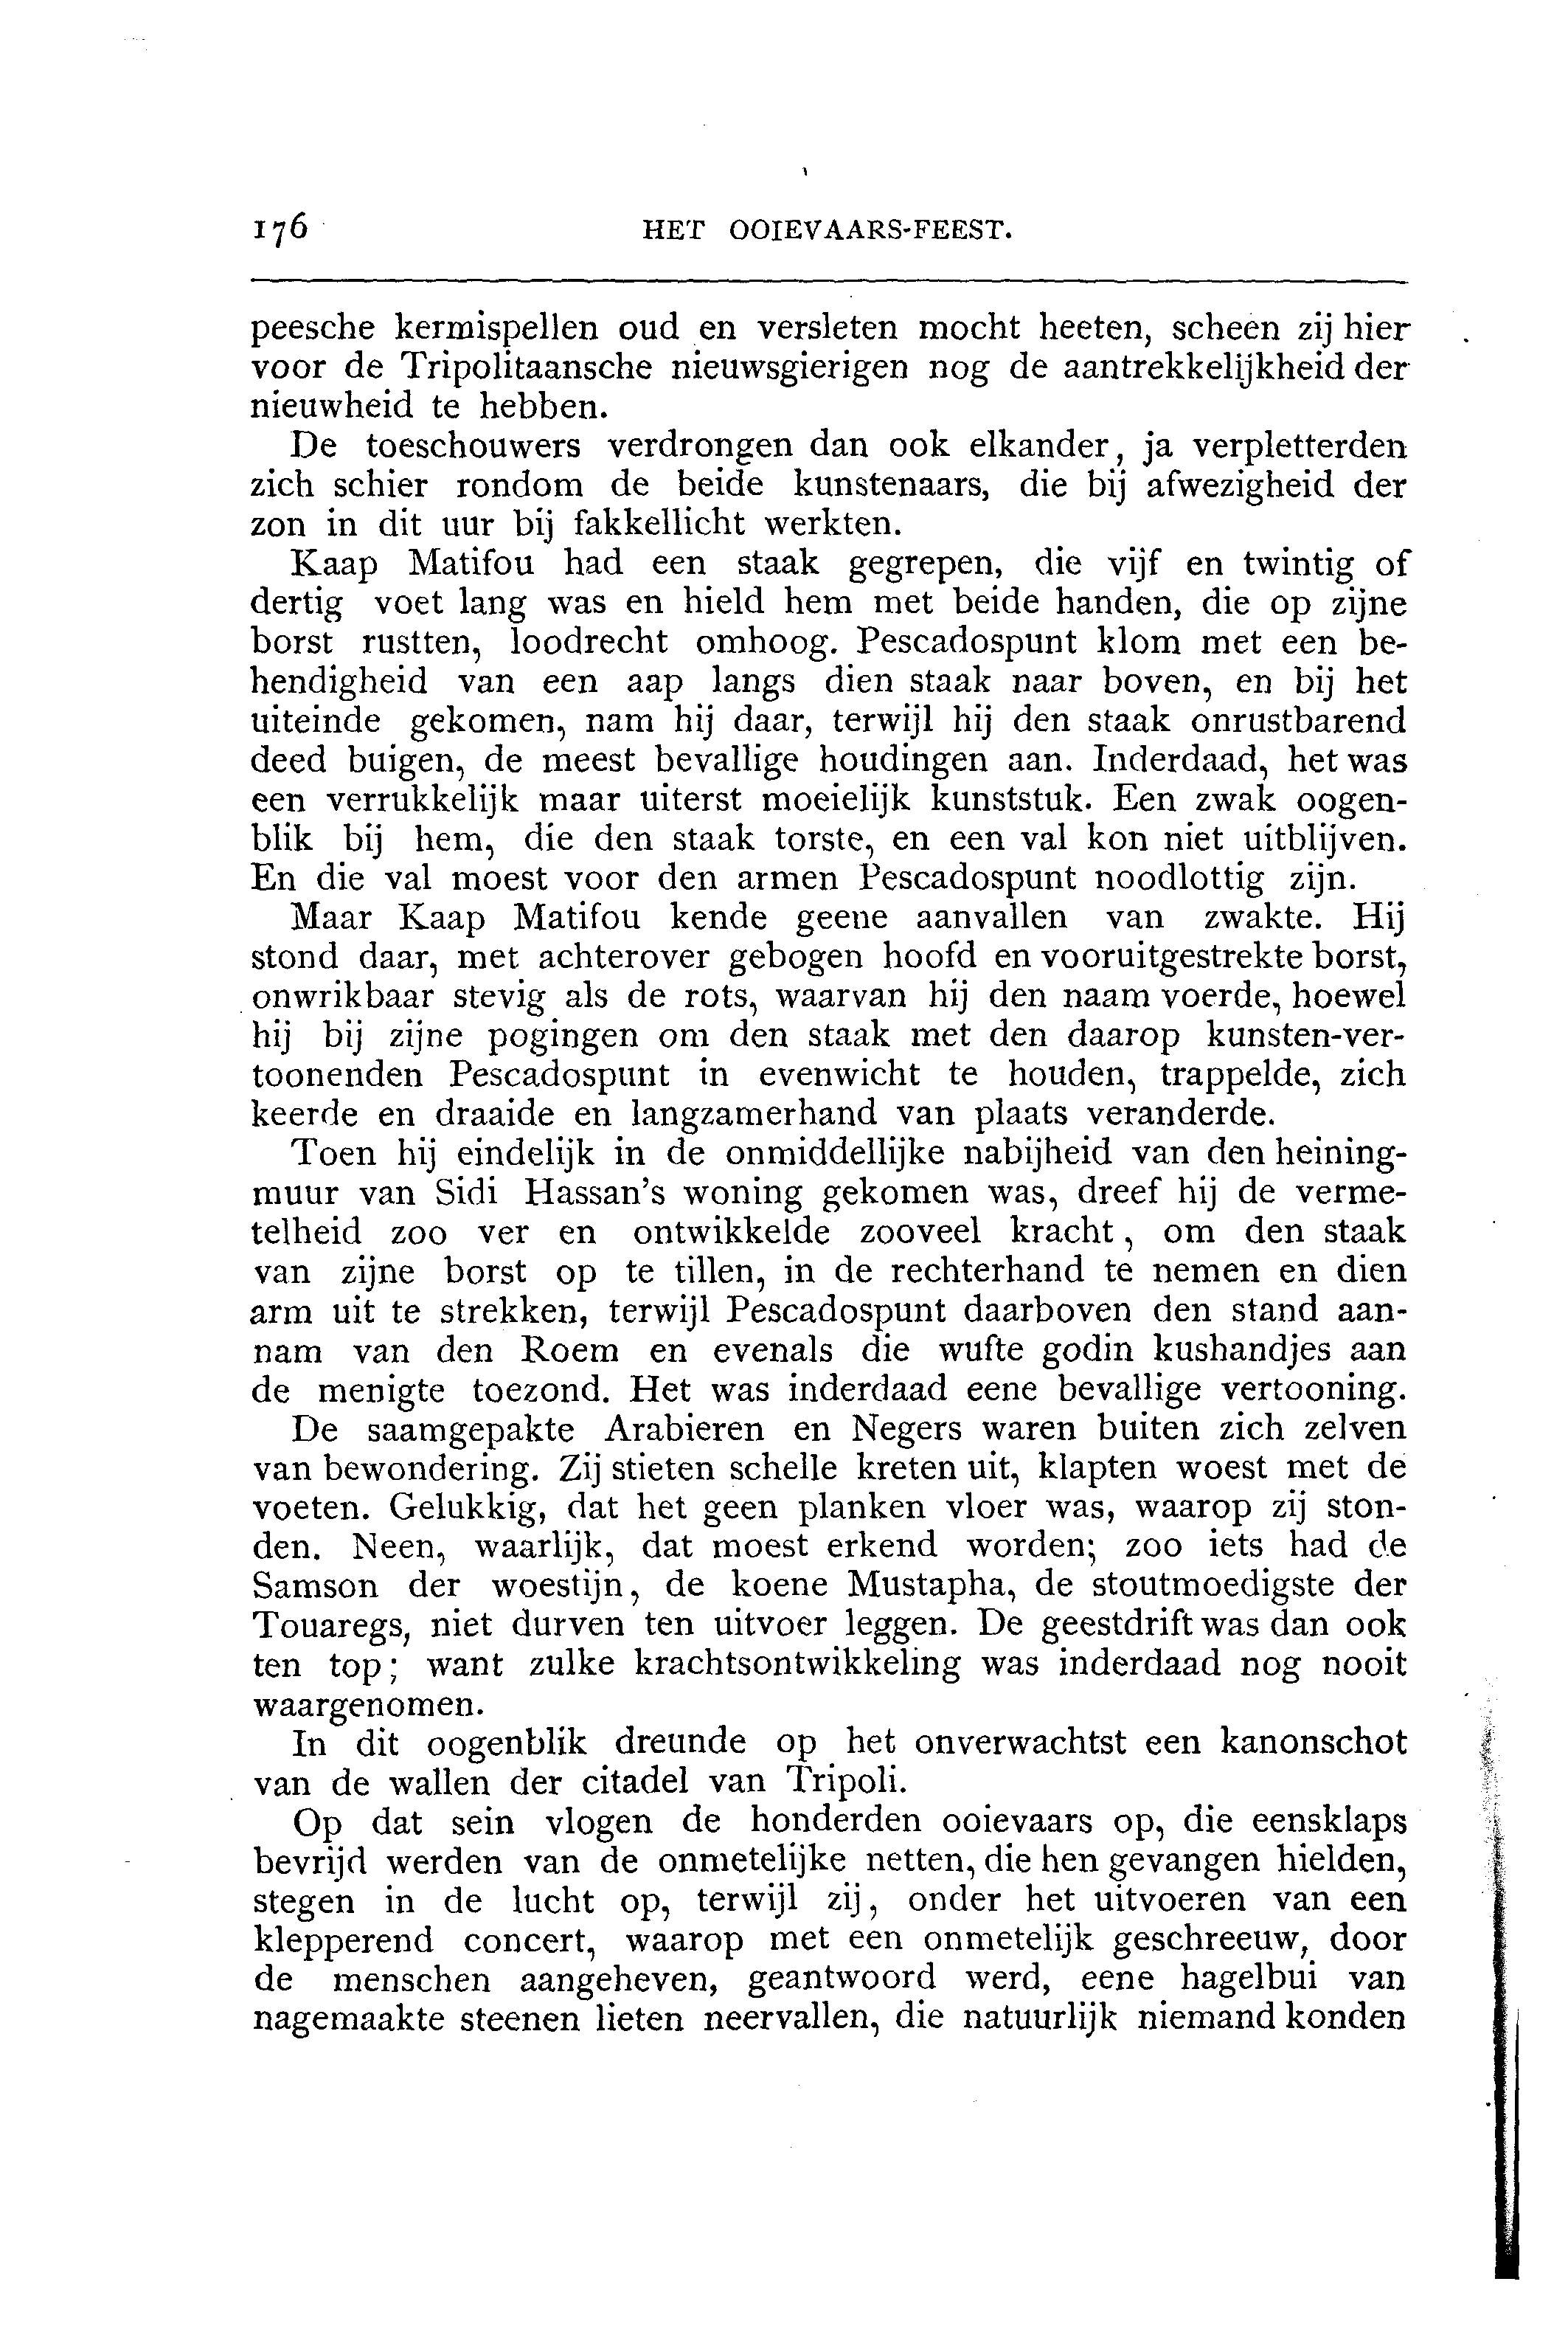 176 HET OOIEVAARS-FEEST.
peesche kermispellen oud en versleten mocht heeten, scheen zij hier
voor de Tripolitaansche nieuwsgierigen nog de aantrekkelijkheid der
nieuwheid te hebben.
De toeschouwers verdrongen dan ook elkander, ja verpletterden
zich schier rondom de beide kunstenaars, die bij afwezigheid der
zon in dit uur bij fakkellicht werkten.
Kaap Matifou had een staak gegrepen, die vijf en twintig of
dertig voet lang was en hield hem met beide handen, die op zijne
borst rustten, loodrecht omhoog. Pescadospunt klom met een be-
hendigheid van een aap langs dien staak naar boven, en bij het
uiteinde gekomen, nam hij daar, terwijl hij den staak onrustbarend
deed buigen, de meest bevallige houdingen aan. Inderdaad, het was
een verrukkelijk maar uiterst moeielijk kunststuk. Een zwak oogen-
blik bij hem, die den staak torste, en een val kon niet uitblijven.
En die val moest voor den armen Pescadospunt noodlottig zijn.
Maar Kaap Matifou kende geene aanvallen van zwakte. Hij
stond daar, met achterover gebogen hoofd en vooruitgestrekte borst,
onwrikbaar stevig als de rots, waarvan hij den naam voerde, hoewel
hij bij zijne pogingen om den staak met den daarop kunsten-ver-
toonenden Pescadospunt in evenwicht te houden, trappelde, zich
keerde en draaide en langzamerhand van plaats veranderde.
Toen hij eindelijk in de onmiddellijke nabijheid van den heining-
muur van Sidi Hassan's woning gekomen was, dreef hij de verme-
telheid zoo ver en ontwikkelde zooveel kracht, om den staak
van zijne borst op te tillen, in de rechterhand te nemen en dien
arm uit te strekken, terwijl Pescadospunt daarboven den stand aan-
nam van den Roem en evenals die wufte godin kushandjes aan
de menigte toezond. Het was inderdaad eene bevallige vertooning.
De saamgepakte Arabieren en Negers waren buiten zich zelven
van bewondering. Zij stieten schelle kreten uit, klapten woest met de
voeten. Gelukkig, dat het geen planken vloer was, waarop zij ston-
den. Neen, waarlijk, dat moest erkend worden; zoo iets had de
Samson der woestijn, de koene Mustapha, de stoutmoedigste der
Touaregs, niet durven ten uitvoer leggen. De geestdrift was dan ook
ten top; want zulke krachtsontwikkeling was inderdaad nog nooit
waargenomen.
In dit oogenblik dreunde op het onverwachtst een kanonschot
van de wallen der citadel van Tripoli.
Op dat sein vlogen de honderden ooievaars op, die eensklaps
bevrijd werden van de onmetelijke netten, die hen gevangen hielden,
stegen in de lucht op, terwijl zij, onder het uitvoeren van een
klepperend concert, waarop met een onmetelijk geschreeuw, door
de menschen aangeheven, geantwoord werd, eene hagelbui van
nagemaakte steenen lieten neervallen, die natuurlijk niemand konden